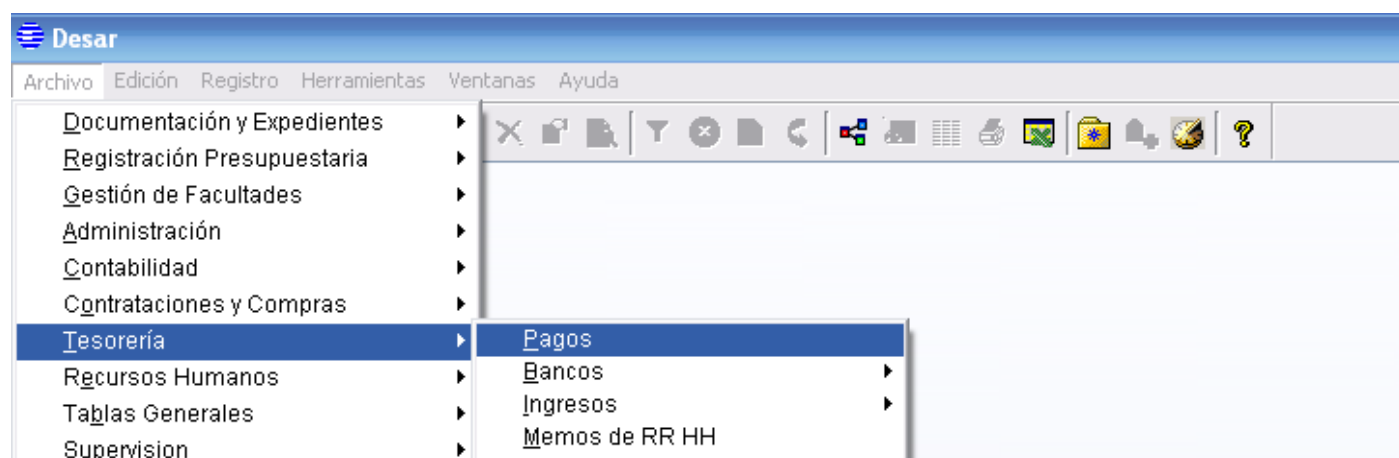 Desar
Archivo Edición Registro Herramientas Ventanas Ayuda
Documentación y Expedientes
Registración Presupuestaria
Gestión de Facultades
Administración
Contabilidad
Contrataciones y Compras
Tesorería
Recursos Humanos
Tablas Generales
Supervision
Pagos
Bancos
Ingresos
Memos de RR HH